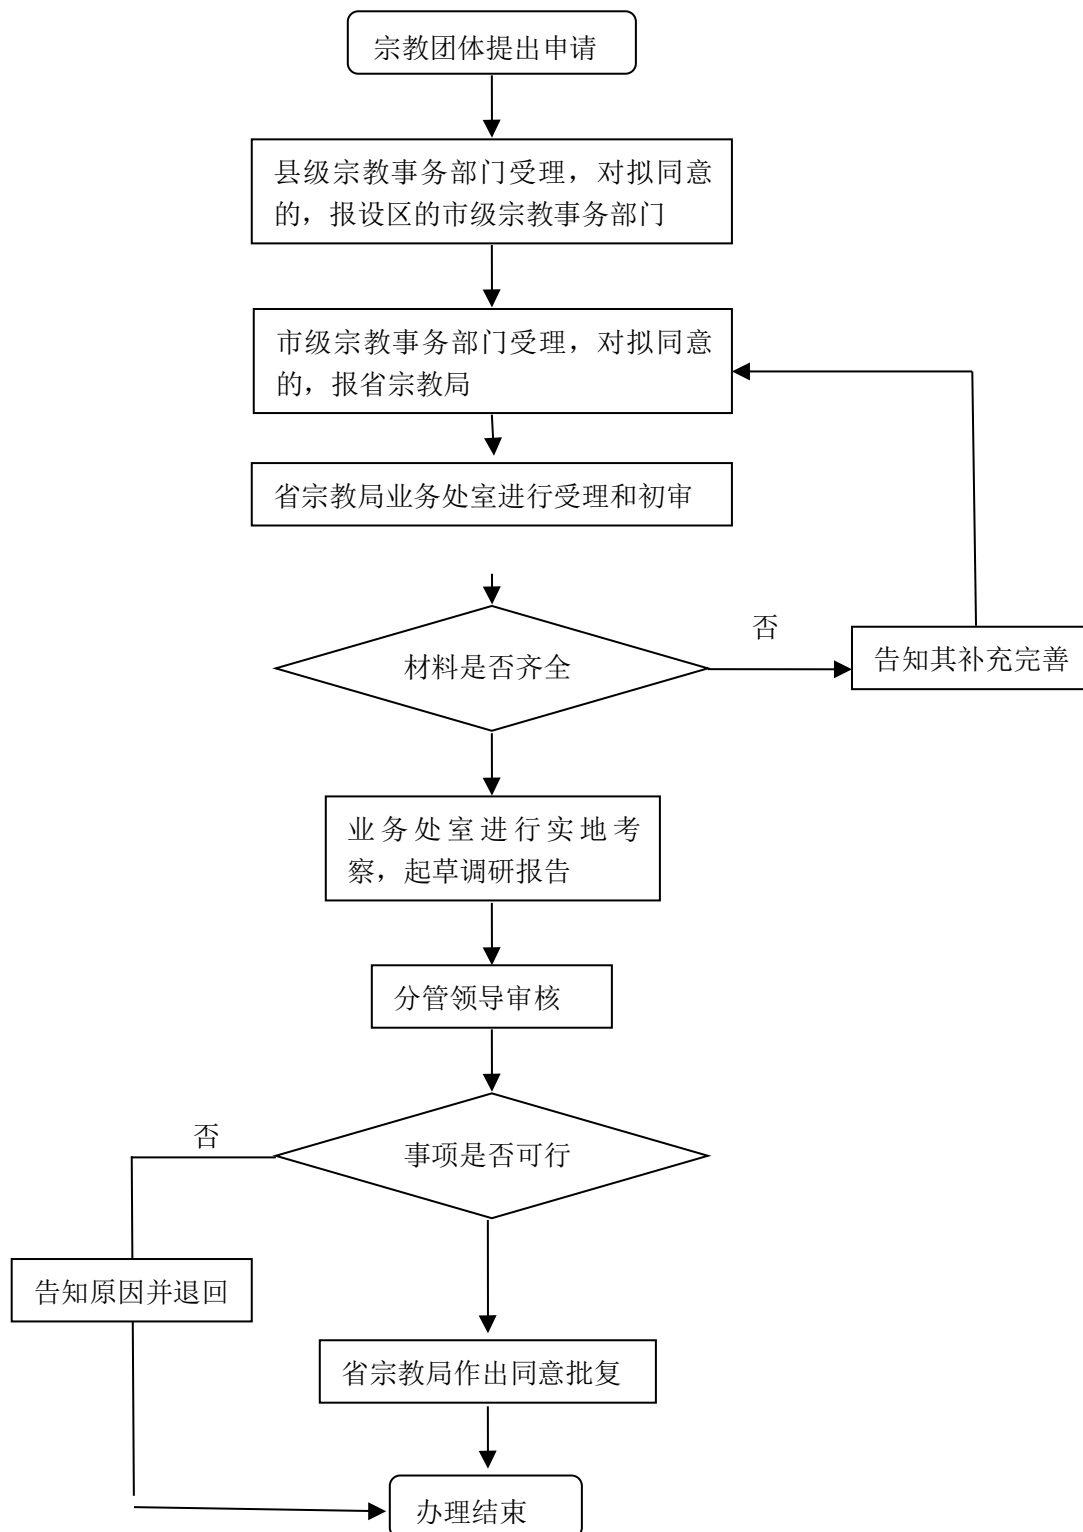 宗教团体提出申请
县级宗教事务部门受理，对拟同意
的，报设区的市级宗教事务部门
市级宗教事务部门受理，对拟同意
的，报省宗教局
省宗教局业务处室进行受理和初审
否
材料是否齐全
告知其补充完善
业务处室进行实地考
察，起草调研报告
分管领导审核
否
事项是否可行
告知原因并退回
省宗教局作出同意批复
办理结束